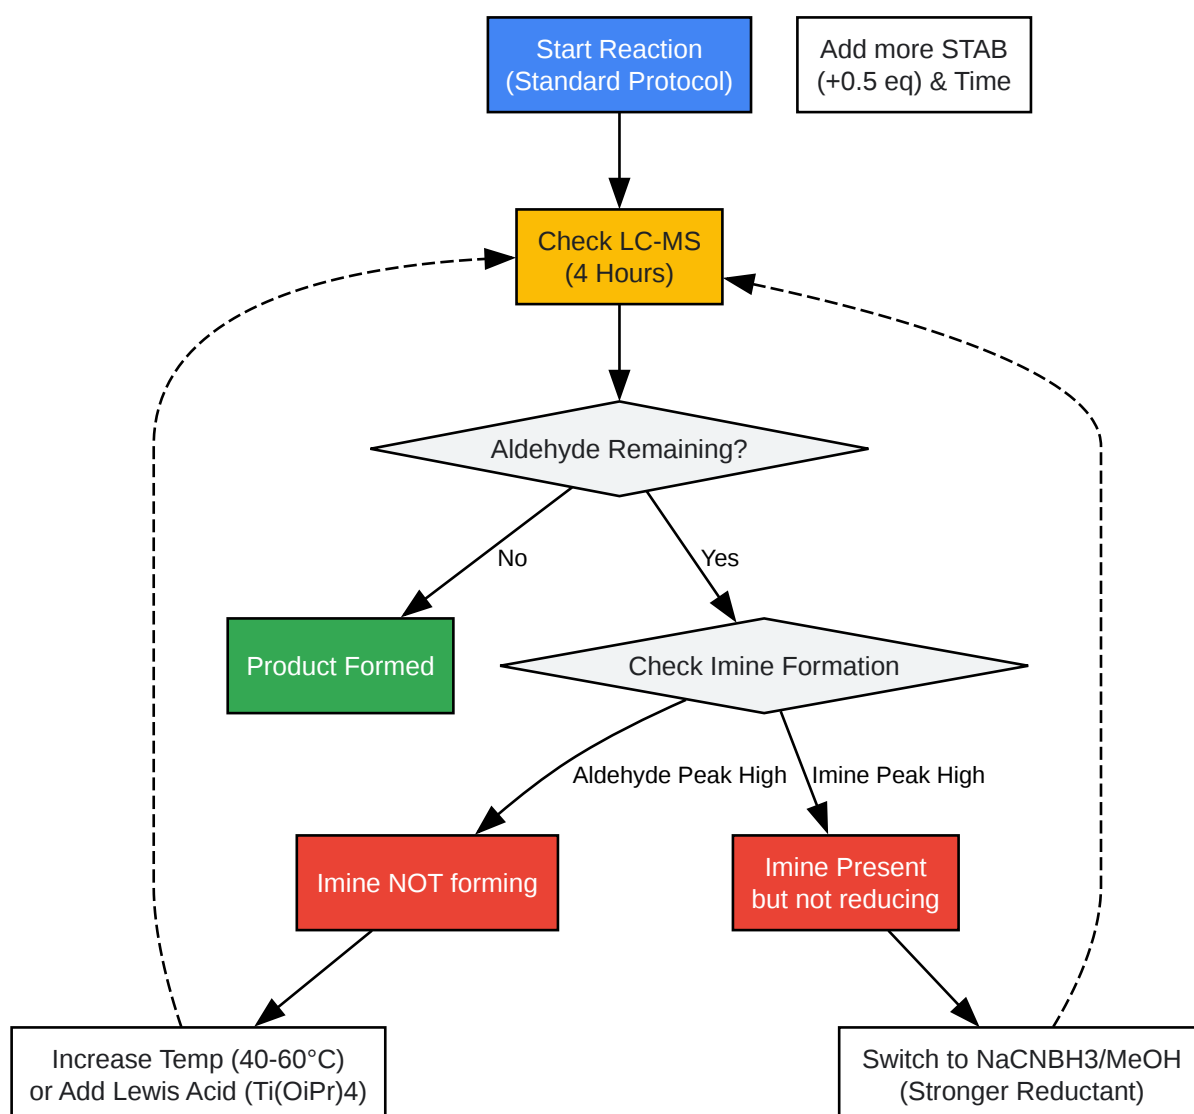 Start Reaction
(Standard Protocol)
Add more STAB
(+0.5 eq) & Time
Check LC-MS
(4 Hours)
Aldehyde Remaining?
No
Yes
Product Formed
Check Imine Formation
Aldehyde Peak High
Imine Peak High
Imine NOT forming
Imine Present
but not reducing
Increase Temp (40-60°C)
or Add Lewis Acid (Ti(OiPr)4)
Switch to NaCNBH3/MeOH
(Stronger Reductant)